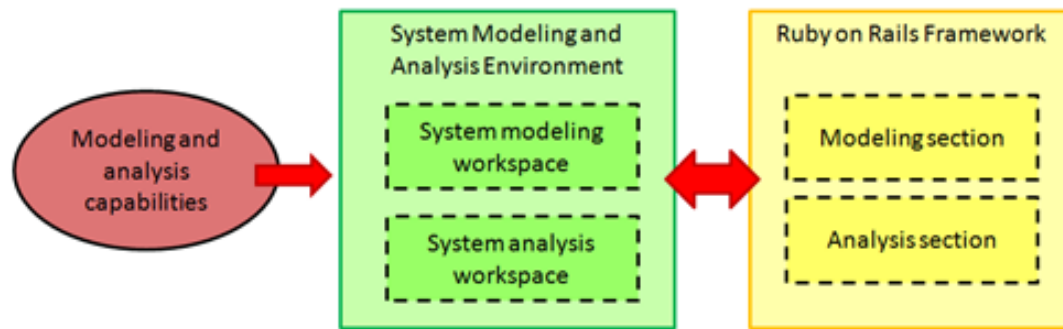 Modeling and
analysis
capabilities
System Modeling and
Analysis Environment
System modeling
workspace
System analysis
workspace
Ruby on Rails Framework
Modeling section
Analysis section